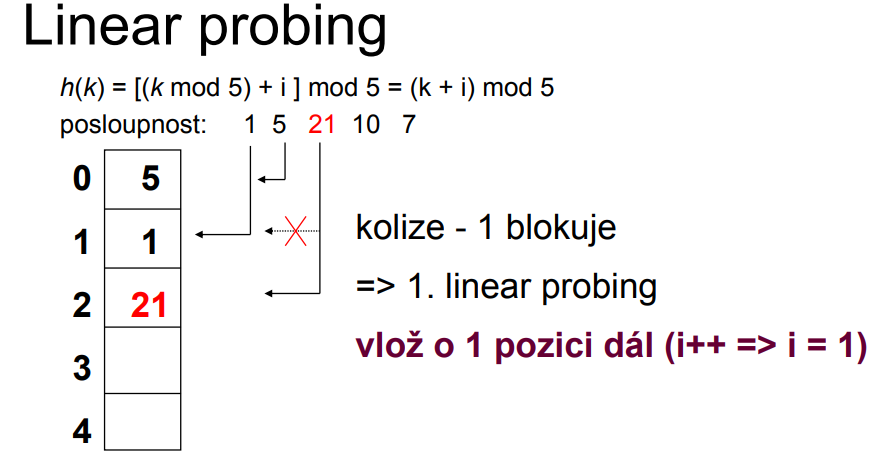 Linear probing
h(k) = [(k mod 5) + i ] mod 5 = (k + i) mod 5
posloupnost: 1 5 21 10 7
0 5
1 1
2 21
3
4
kolize - 1 blokuje
=> 1. linear probing
vlož o 1 pozici dál (i++ => i = 1)